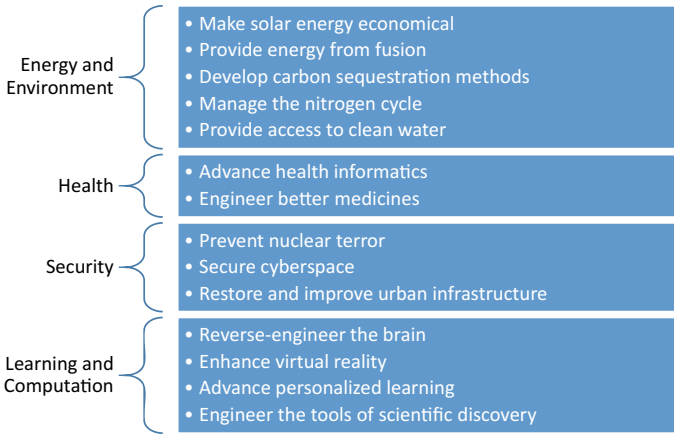 Energy and
Environment
• Make solar energy economical
• Provide energy from fusion
• Develop carbon sequestration methods
• Manage the nitrogen cycle
• Provide access to clean water
Health
• Advance health informatics
• Engineer better medicines
Security
• Prevent nuclear terror
• Secure cyberspace
• Restore and improve urban infrastructure
Learning and
Computation
• Reverse-engineer the brain
• Enhance virtual reality
• Advance personalized learning
• Engineer the tools of scientific discovery